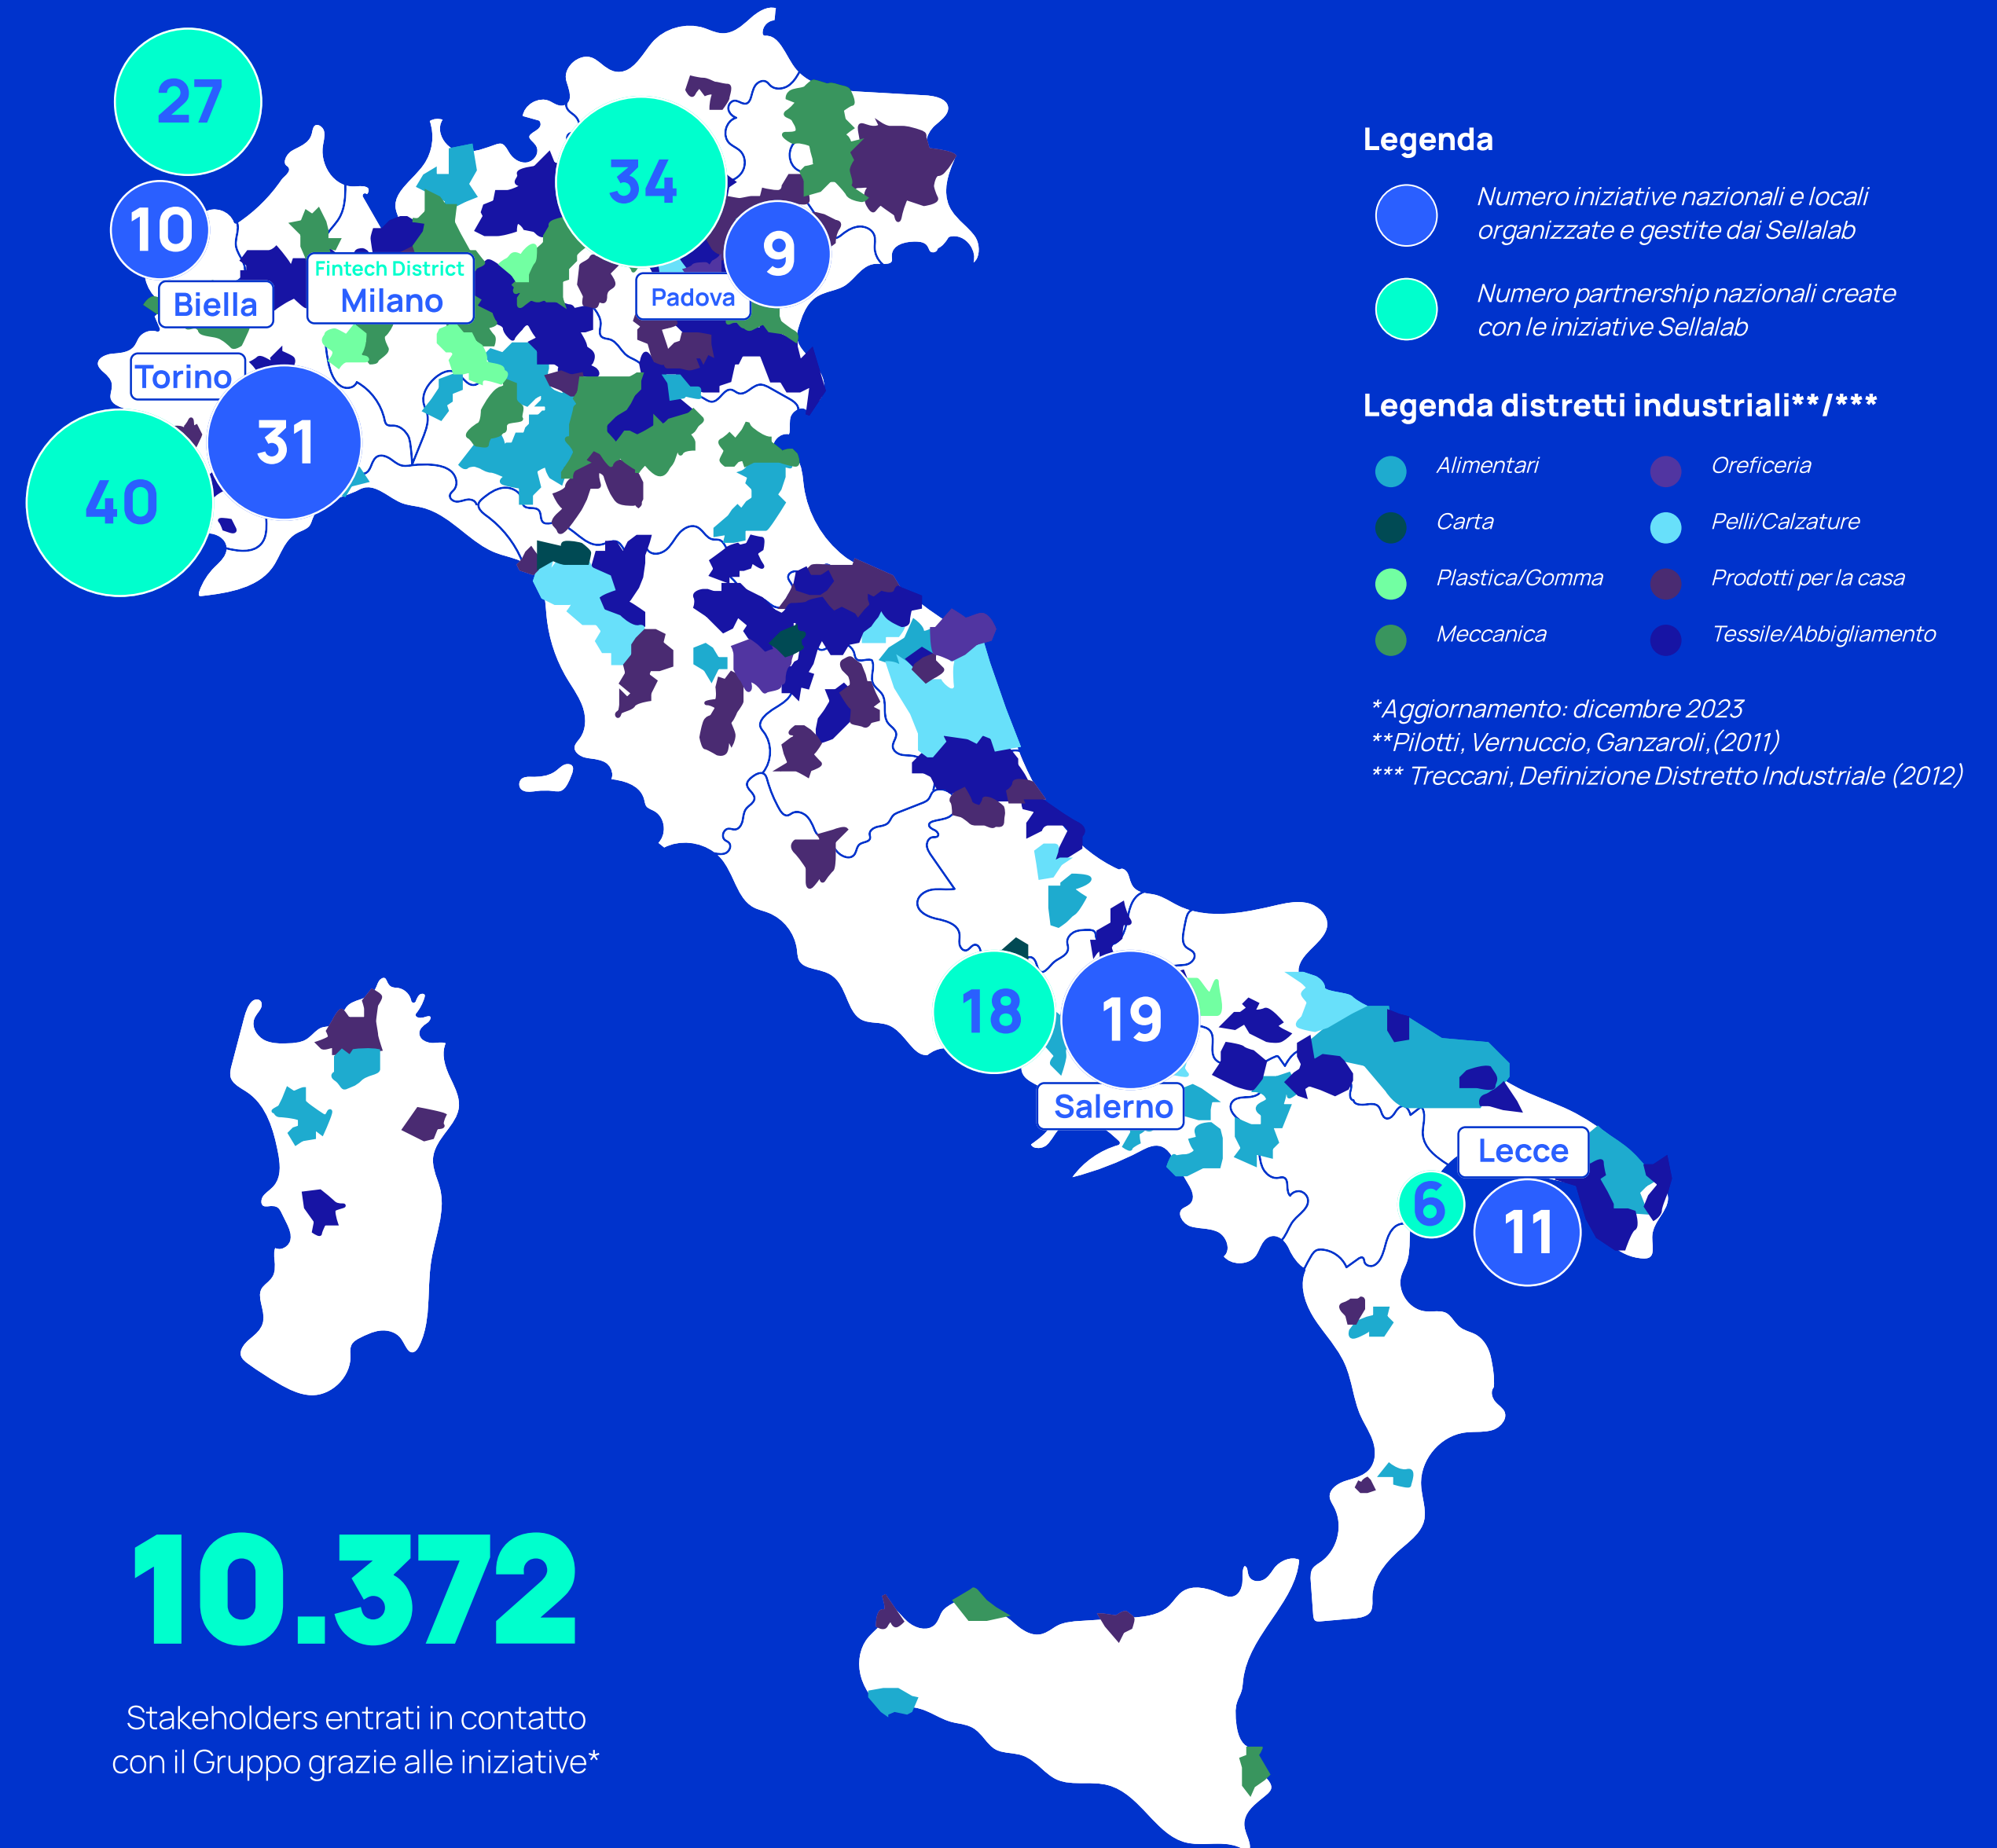 27
10
Biella
Fintech District
Milano
34
9
Padova
Torino
31
40
Legenda
Numero iniziative nazionali e locali
organizzate e gestite dai Sellalab
Numero partnership nazionali create
con le iniziative Sellalab
Legenda distretti industriali**/***
Alimentari
Oreficeria
Carta
Pelli/Calzature
Plastica/Gomma
Prodotti per la casa
Meccanica
Tessile/Abbigliamento
*Aggiornamento: dicembre 2023
**Pilotti, Vernuccio, Ganzaroli,(2011)
*** Treccani, Definizione Distretto Industriale (2012)
18
19
Salerno
Lecce
6
11
10.372
Stakeholders entrati in contatto
con il Gruppo grazie alle iniziative*